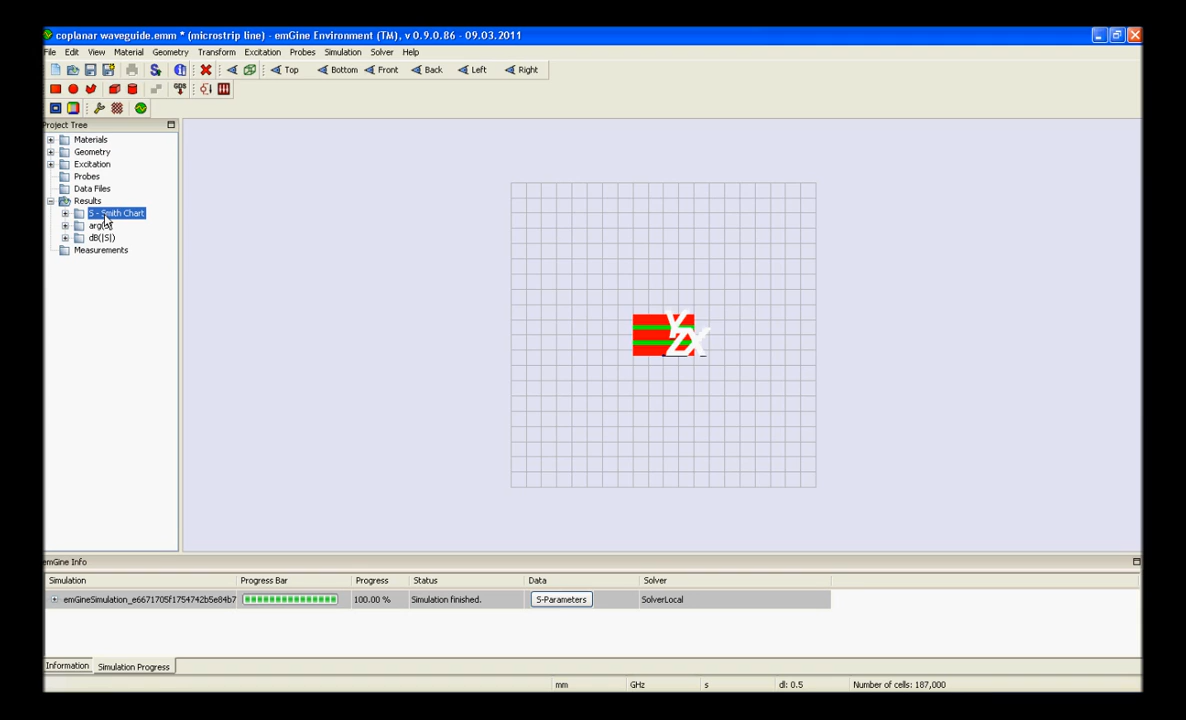 coplanar waveguide.emm * (microstrip line) - emGine Environment (TM), v 0.9.0.86 - 09.03.2011
File Edit View Material Geometry Transform Excitation Probes Simulation Solver Help
Top Bottom Front Back Left Right
Project Tree
Materials
Geometry
Excitation
Probes
Data Files
Results
S - Smith Chart
dB(|S|)
Measurements
Y
Z X
emGine Info
Simulation Progress Bar Progress Status Data Solver
emGineSimulation_e6671705f1754742b5e84b7 100.00 % Simulation finished. S-Parameters SolverLocal
Information Simulation Progress
mm GHz s dl: 0.5 Number of cells: 187,000